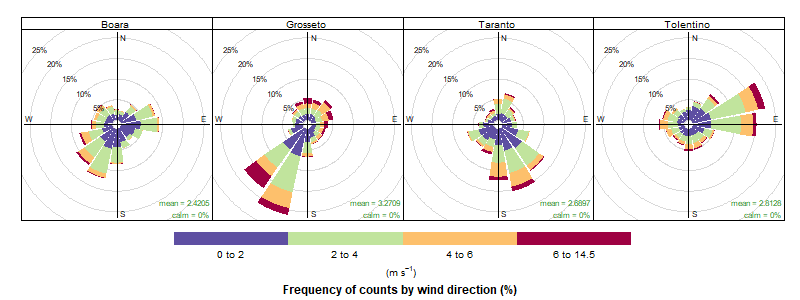 Boara Grosseto Taranto Tolentino
N N N N
25% 25% 25% 25%
20% 20% 20% 20%
15% 15% 15% 15%
10% 10% 10% 10%
5% 5% 5% 5%
W E W E W E W E
mean = 2.4205 mean = 3.2709 mean = 2.6897 mean = 2.8128
S S S S
calm = 0% calm = 0% calm = 0% calm = 0%
0 to 2 2 to 4 4 to 6 6 to 14.5
(m s⁻¹)
Frequency of counts by wind direction (%)